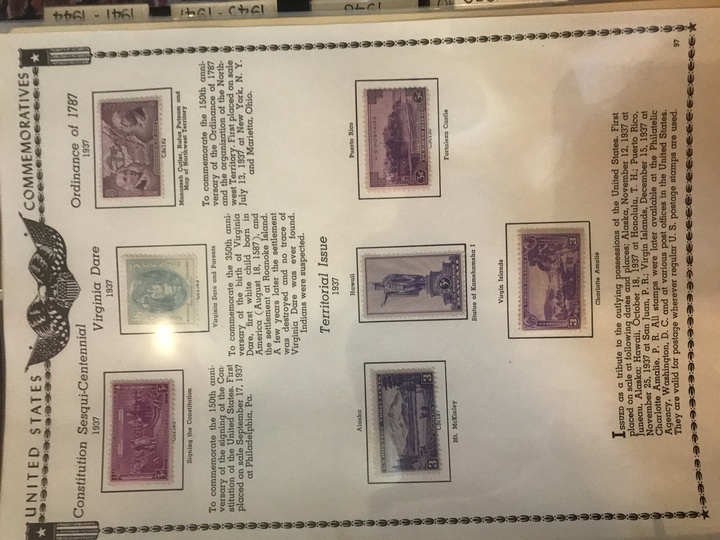 UNITED STATES COMMEMORATIVES
Constitution Sesqui-Centennial
1937
Signing the Constitution
To commemorate the 150th anni-
versary of the signing of the Con-
stitution of the United States. First
placed on sale September 17, 1937
at Philadelphia, Pa.
Virginia Dare
1937
Virginia Dare and Parents
To commemorate the 350th anni-
versary of the birth of Virginia
Dare, first white child born in
America (August 18, 1587), and
the settlement at Roanoke Island.
A few years later the settlement
was destroyed and no trace of
Virginia Dare was ever found.
Indians were suspected.
Ordinance of 1787
1937
Manasseh Cutler, Rufus Putnam and
Map of Northwest Territory
To commemorate the 150th anni-
versary of the Ordinance of 1787
and the organization of the North-
west Territory. First placed on sale
July 13, 1937 at New York, N. Y.
and Marietta, Ohio.
Territorial Issue
1937
Alaska
Mt. McKinley
Hawaii
Statue of Kamehameha I
Puerto Rico
Fortaleza Castle
Virgin Islands
Charlotte Amalie
ISSUED as a tribute to the outlying possessions of the United States. First
placed on sale at following dates and places: Alaska, November 12, 1937 at
Juneau, Alaska; Hawaii, October 18, 1937 at Honolulu, T. H.; Puerto Rico,
November 25, 1937 at San Juan, P. R.; Virgin Islands, December 15, 1937 at
Charlotte Amalie, P. R. All stamps were later available at the Philatelic
Agency, Washington, D. C. and at various post offices in the United States.
They are valid for postage wherever regular U. S. postage stamps are used.
97
1941 - 1944